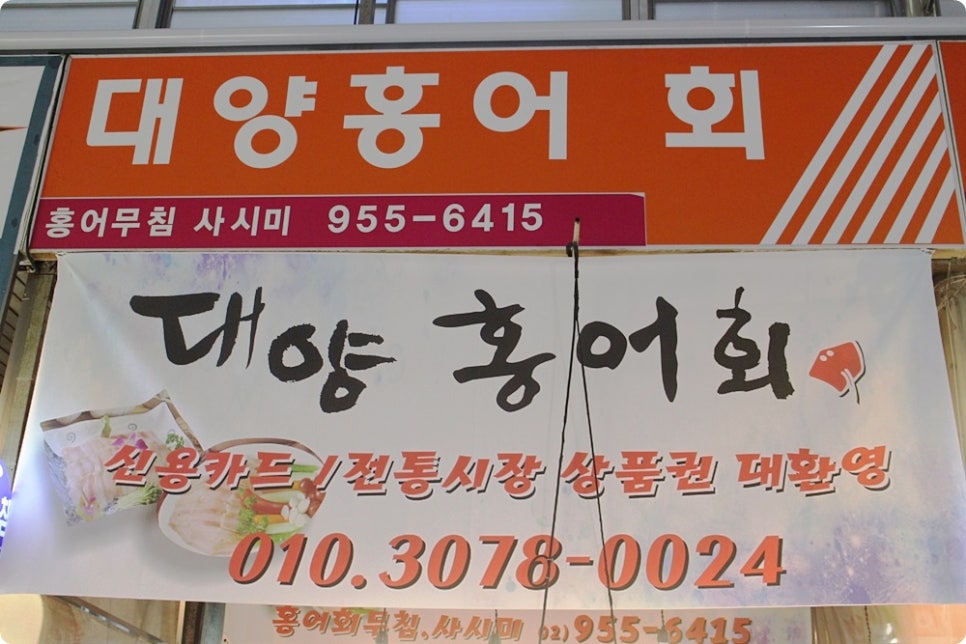 대양홍어 회
홍어무침 사시미 955-6415
대양 홍어회
신용카드 / 전통시장 상품권 대환영
010.3078-0024
홍어회무침.사시미 02)955-6415